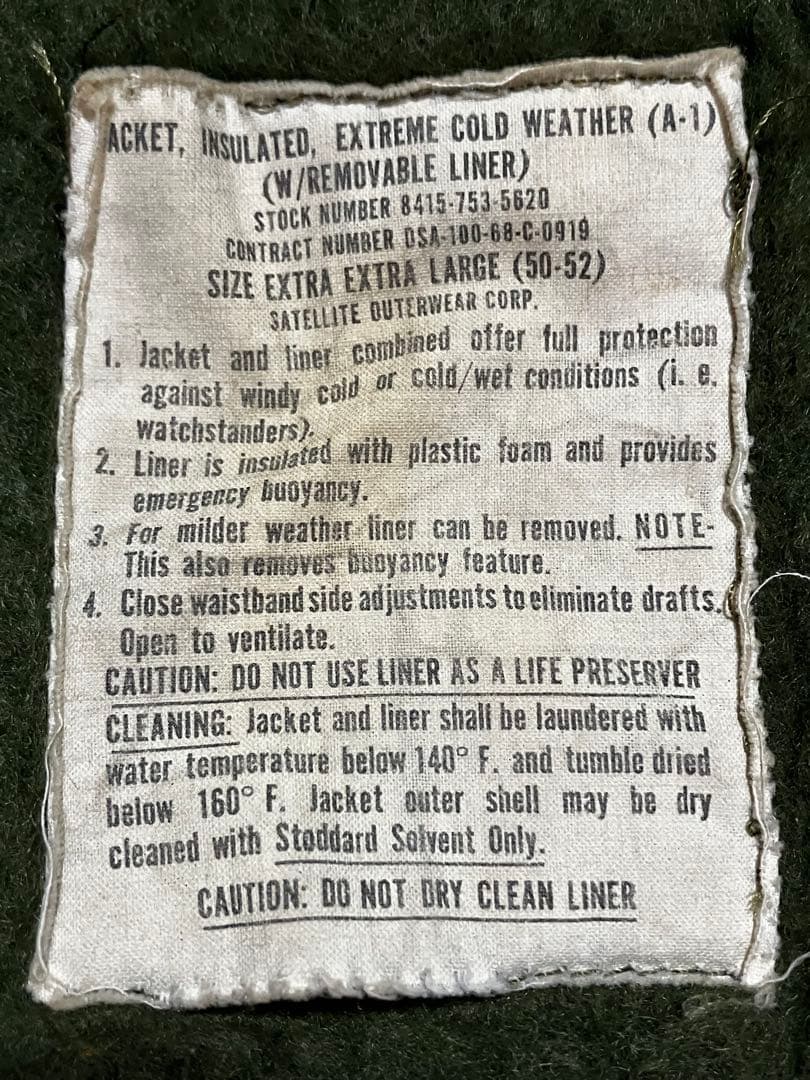 ACKET, INSULATED, EXTREME COLD WEATHER (A-1)
(W/REMOVABLE LINER)
STOCK NUMBER 8415-753-5620
CONTRACT NUMBER DSA-100-68-C-0919
SIZE EXTRA EXTRA LARGE (50-52)
SATELLITE OUTERWEAR CORP.
1. Jacket and liner combined offer full protection
against windy cold or cold/wet conditions (i. e.
watchstanders).
2. Liner is insulated with plastic foam and provides
emergency buoyancy.
3. For milder weather liner can be removed. NOTE-
This also removes buoyancy feature.
4. Close waistband side adjustments to eliminate drafts.
Open to ventilate.
CAUTION: DO NOT USE LINER AS A LIFE PRESERVER
CLEANING: Jacket and liner shall be laundered with
water temperature below 140° F. and tumble dried
below 160° F. Jacket outer shell may be dry
cleaned with Stoddard Solvent Only.
CAUTION: DO NOT DRY CLEAN LINER